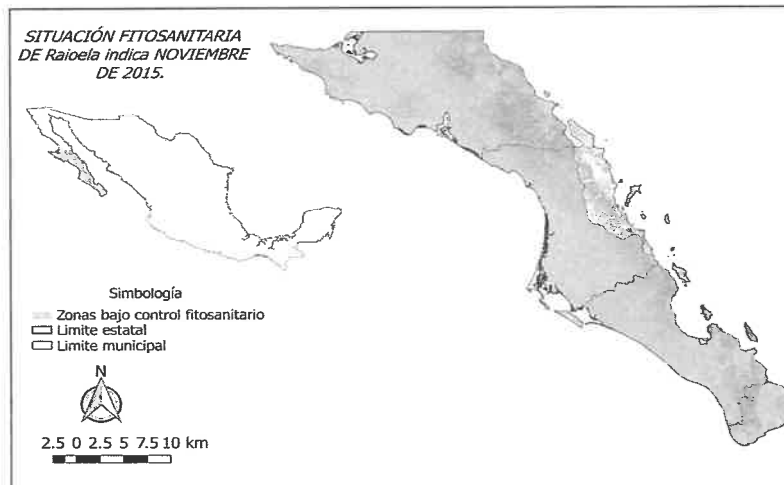 SITUACIÓN FITOSANITARIA
DE Raioela indica NOVIEMBRE
DE 2015.
Simbología
Zonas bajo control fitosanitario
Limite estatal
Limite municipal
N
2.5 0 2.5 5 7.5 10 km